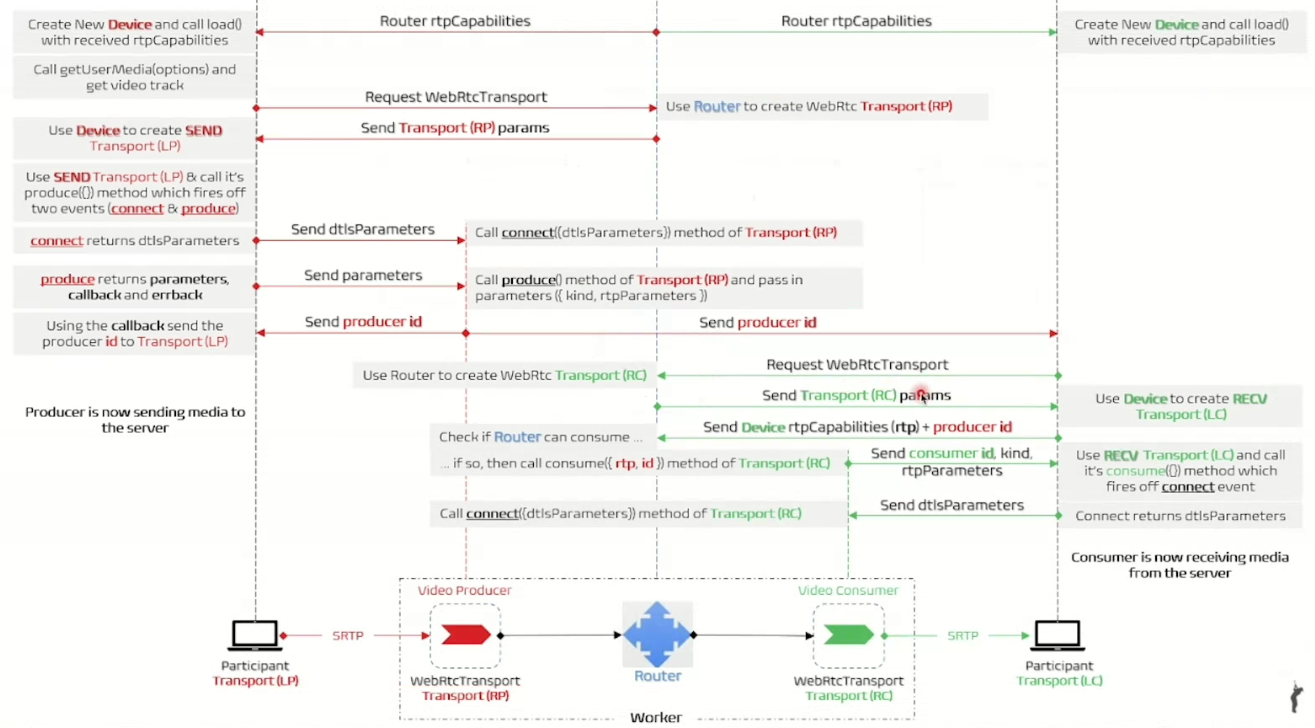 Router rtpCapabilities
Router rtpCapabilities
Create New Device and call load()
with received rtpCapabilities
Create New Device and call load()
with received rtpCapabilities
Call getUserMedia(options) and
get video track
Request WebRtcTransport
Use Router to create WebRtc Transport (RP)
Send Transport (RP) params
Use Device to create SEND
Transport (LP)
Use SEND Transport (LP) & call it's
produce({}) method which fires off
two events (connect & produce)
connect returns dtlsParameters
Send dtlsParameters
Call connect({dtlsParameters}) method of Transport (RP)
produce returns parameters,
callback and errback
Send parameters
Call produce() method of Transport (RP) and pass in
parameters ({ kind, rtpParameters })
Using the callback send the
producer id to Transport (LP)
Send producer id
Send producer id
Request WebRtcTransport
Use Router to create WebRtc Transport (RC)
Send Transport (RC) params
Use Device to create RECV
Transport (LC)
Producer is now sending media to
the server
Send Device rtpCapabilities (rtp) + producer id
Check if Router can consume ...
... if so, then call consume({ rtp, id }) method of Transport (RC)
Send consumer id, kind,
rtpParameters
Use RECV Transport (LC) and call
it's consume({}) method which
fires off connect event
Send dtlsParameters
Call connect({dtlsParameters}) method of Transport (RC)
Connect returns dtlsParameters
Consumer is now receiving media
from the server
Video Producer
Video Consumer
SRTP
SRTP
Participant
Transport (LP)
WebRtcTransport
Transport (RP)
Router
WebRtcTransport
Transport (RC)
Participant
Transport (LC)
Worker